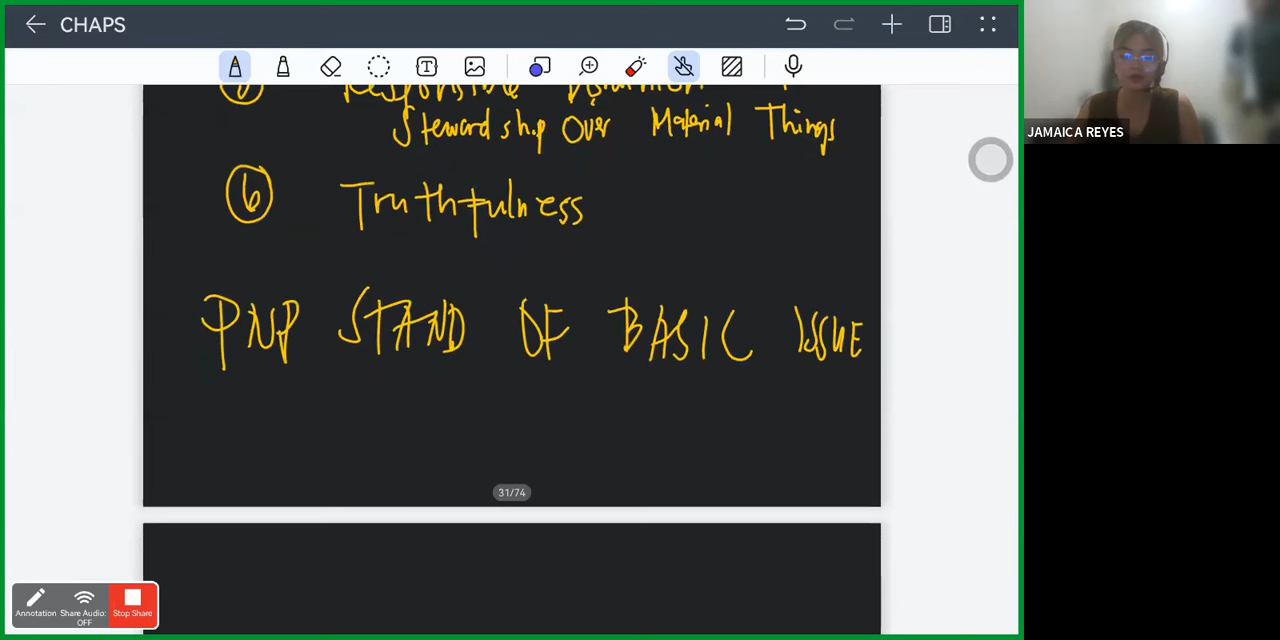 CHAPS
Responsible
Stewardship Over Material Things
6 Truthfulness
PNP STAND OF BASIC ISSUE
31/74
Annotation Share Audio: OFF Stop Share
JAMAICA REYES